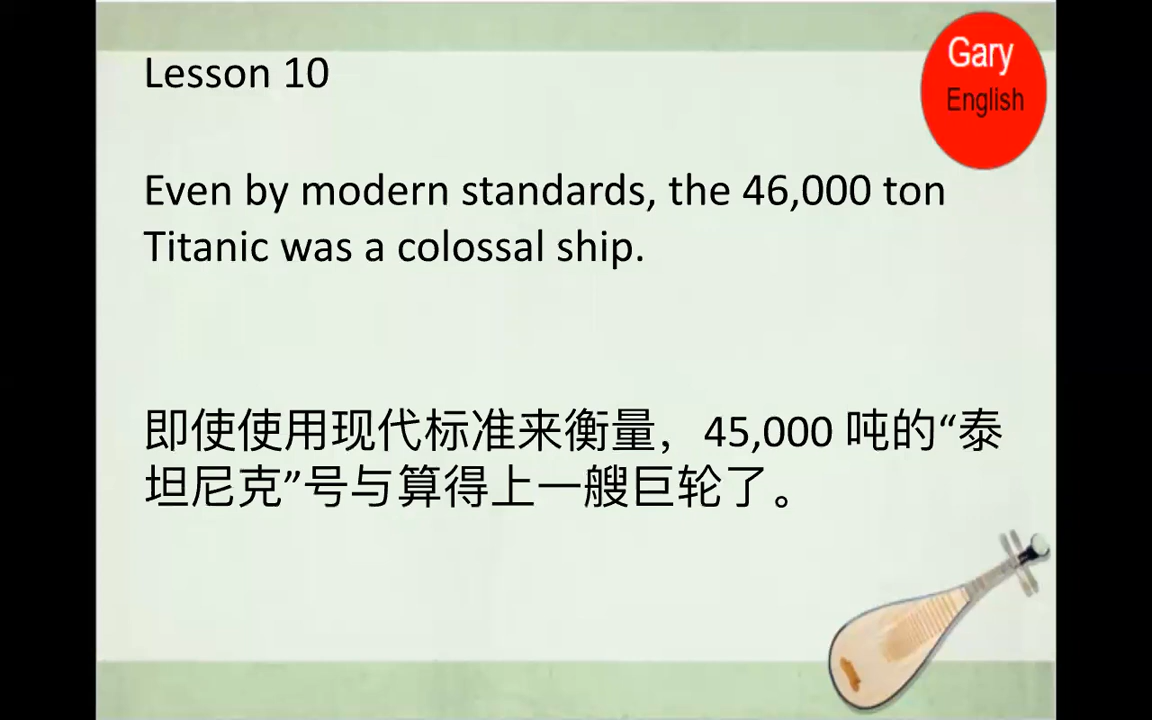 Lesson 10
Gary
English
Even by modern standards, the 46,000 ton
Titanic was a colossal ship.
即使使用现代标准来衡量，45,000 吨的“泰
坦尼克”号与算得上一艘巨轮了。